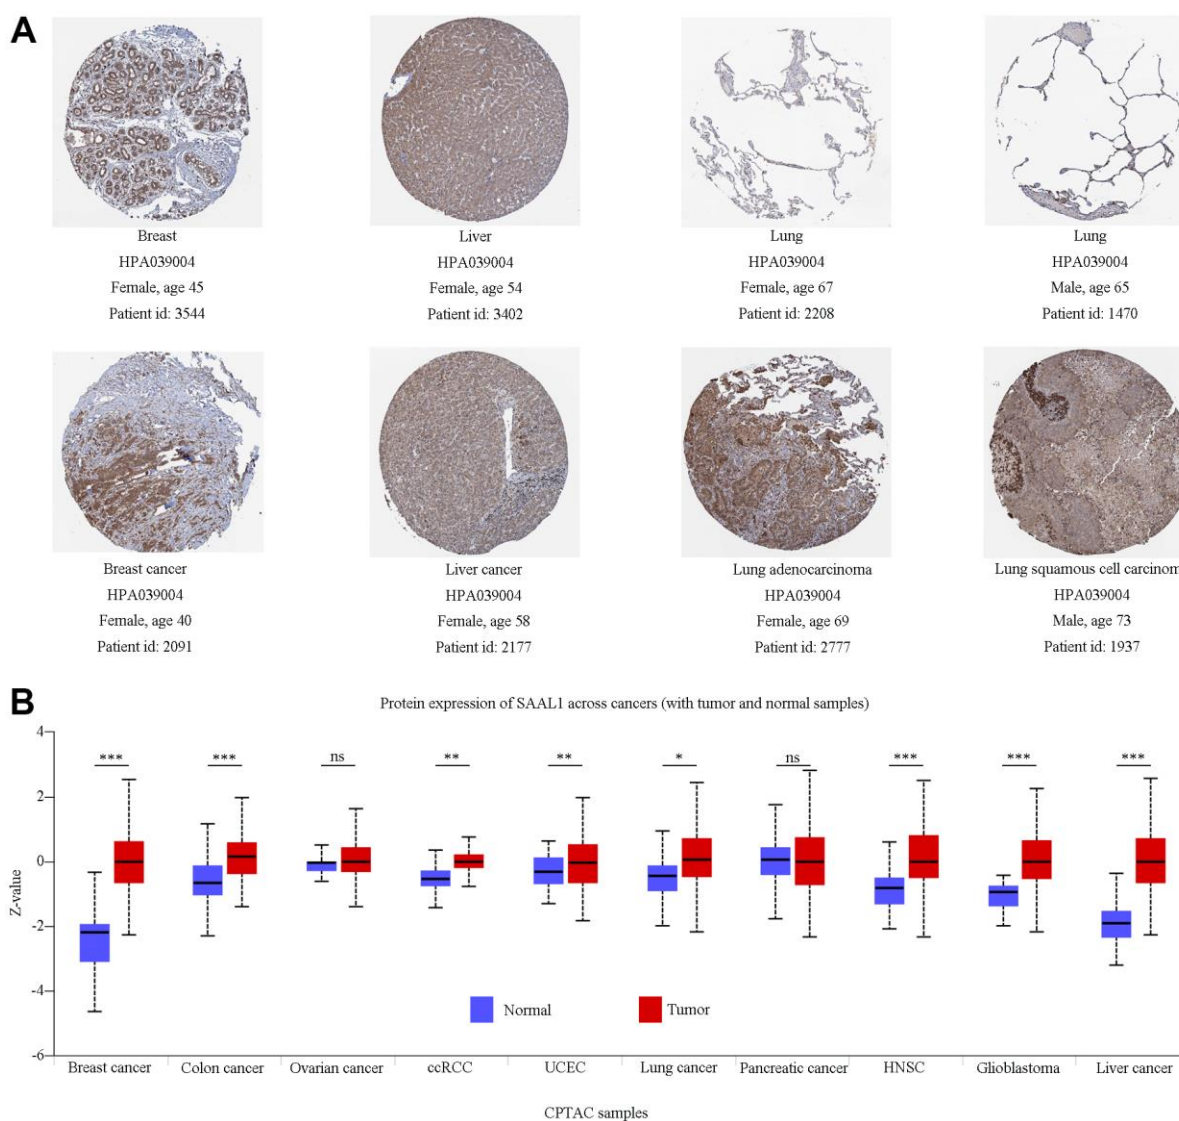 A
Breast
HPA039004
Female, age 45
Patient id: 3544
Liver
HPA039004
Female, age 54
Patient id: 3402
Lung
HPA039004
Female, age 67
Patient id: 2208
Lung
HPA039004
Male, age 65
Patient id: 1470
Breast cancer
HPA039004
Female, age 40
Patient id: 2091
Liver cancer
HPA039004
Female, age 58
Patient id: 2177
Lung adenocarcinoma
HPA039004
Female, age 69
Patient id: 2777
Lung squamous cell carcinom
HPA039004
Male, age 73
Patient id: 1937
B
Protein expression of SAAL1 across cancers (with tumor and normal samples)
Z-value
4
2
0
-2
-4
-6
*** *** ns ** ** * ns *** *** ***
Normal
Tumor
Breast cancer Colon cancer Ovarian cancer ccRCC UCEC Lung cancer Pancreatic cancer HNSC Glioblastoma Liver cancer
CPTAC samples